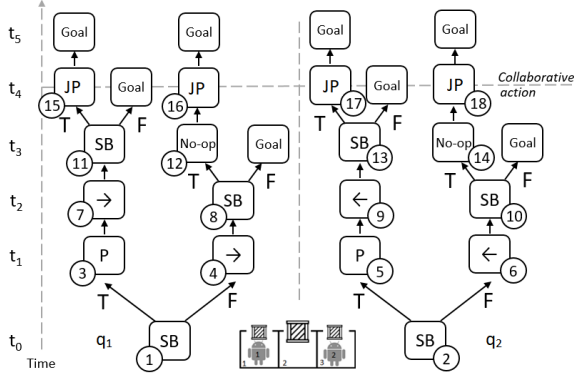 t5 Goal Goal Goal Goal
t4 JP Goal JP JP Goal JP Collaborative action
15 16 17 18
T F T F
t3 SB No-op Goal SB No-op Goal
11 12 13 14
T F T F
t2 → SB ← SB
7 8 9 10
t1 P → P ←
3 4 5 6
T F T F
t0 q1 SB SB q2
1 2
Time
1 2
1 2 3